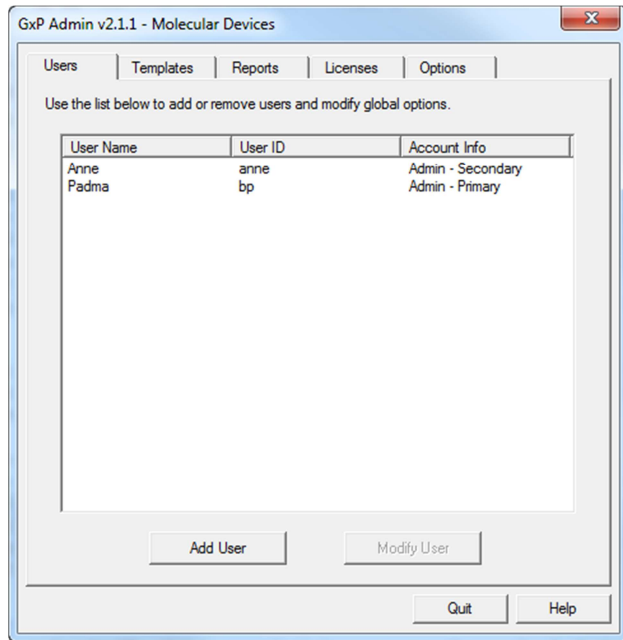 GxP Admin v2.1.1 - Molecular Devices
Users Templates Reports Licenses Options
Use the list below to add or remove users and modify global options.
User Name User ID Account Info
Anne anne Admin - Secondary
Padma bp Admin - Primary
Add User Modify User
Quit Help